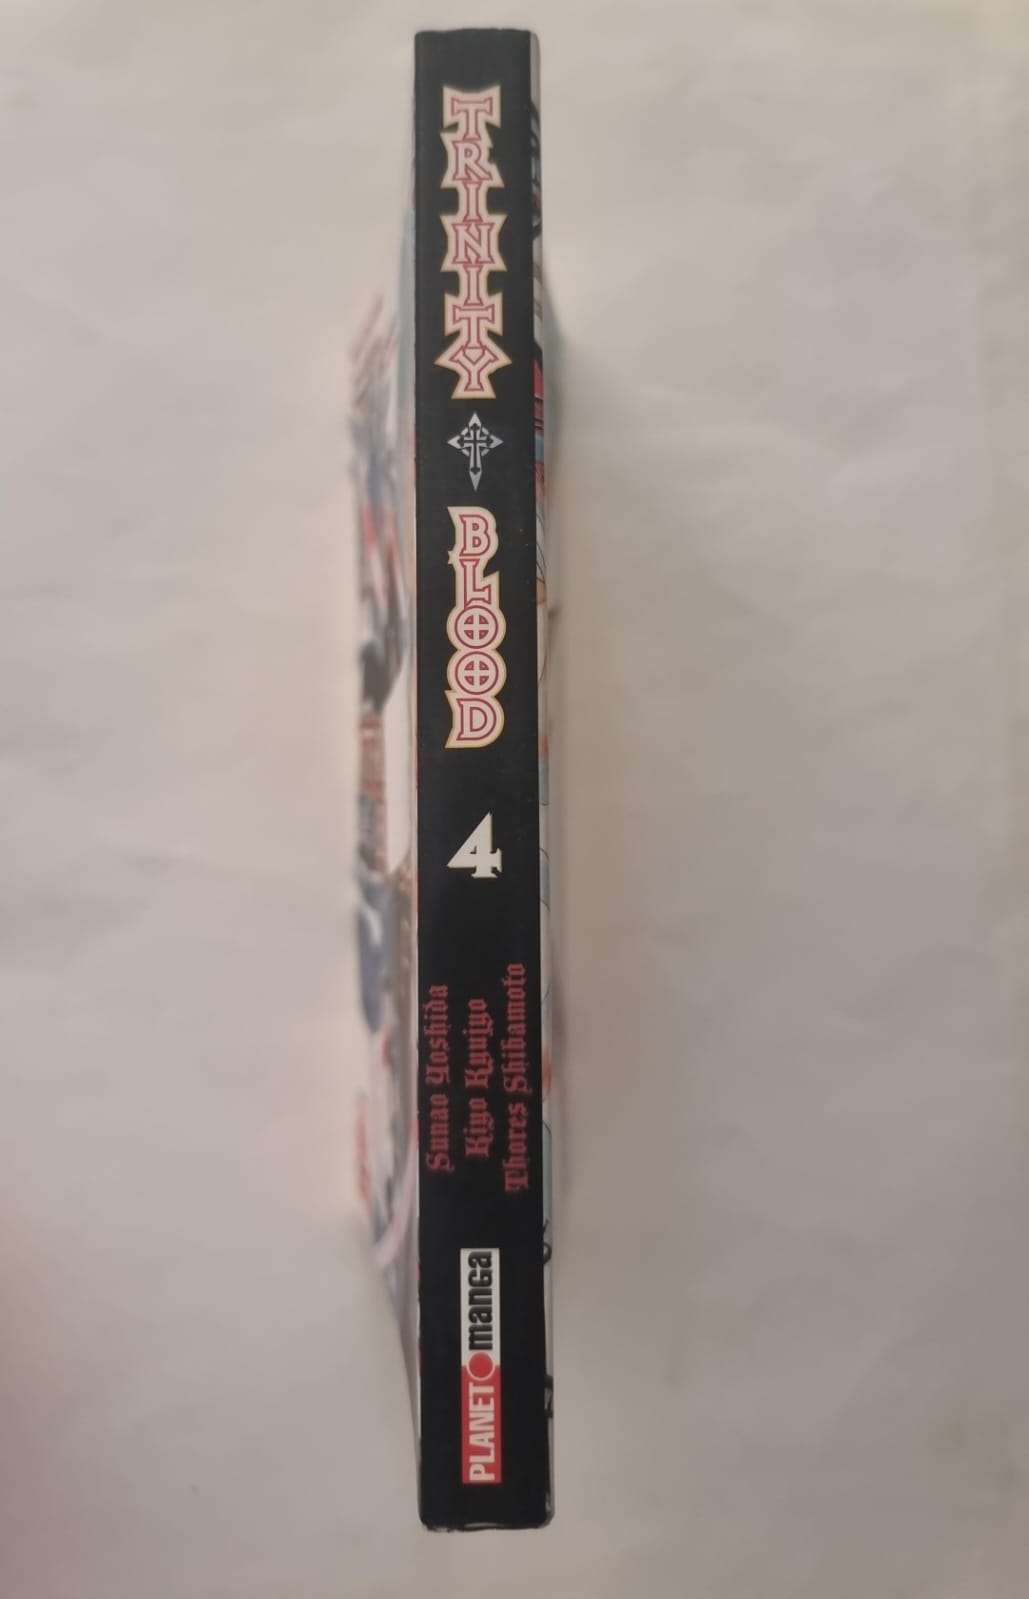 TRINITY
BLOOD
4
Sunao Yoshida
Kiyo Kyujyo
Thores Shibamoto
PLANET manga